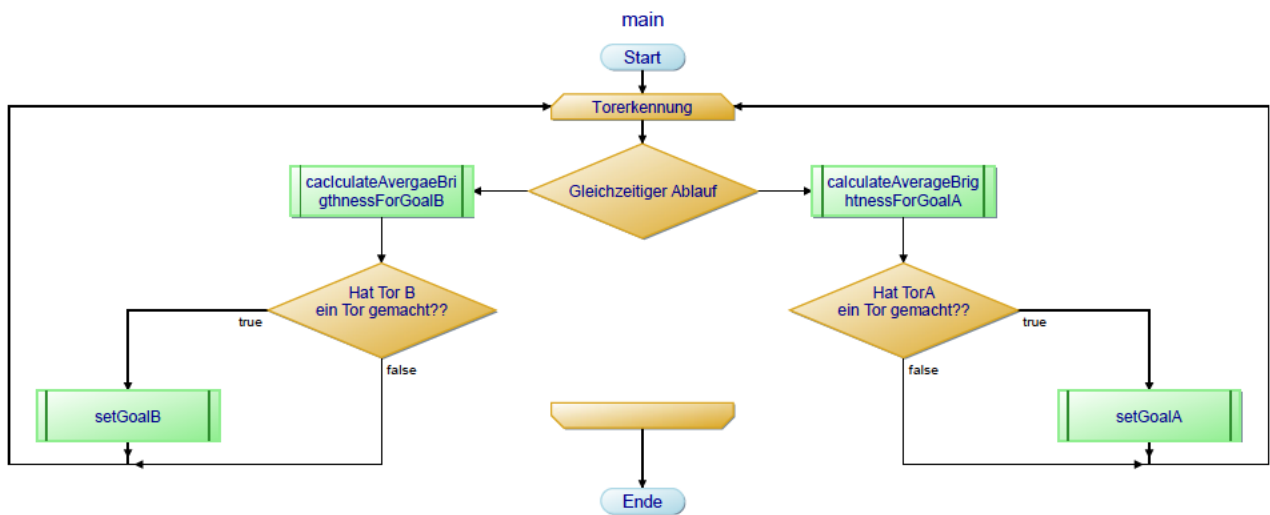 main
Start
Torerkennung
Gleichzeitiger Ablauf
caclculateAvergaeBri
gthnessForGoalB
calculateAverageBrig
htnessForGoalA
Hat Tor B
ein Tor gemacht??
true
false
Hat TorA
ein Tor gemacht??
true
false
setGoalB
setGoalA
Ende